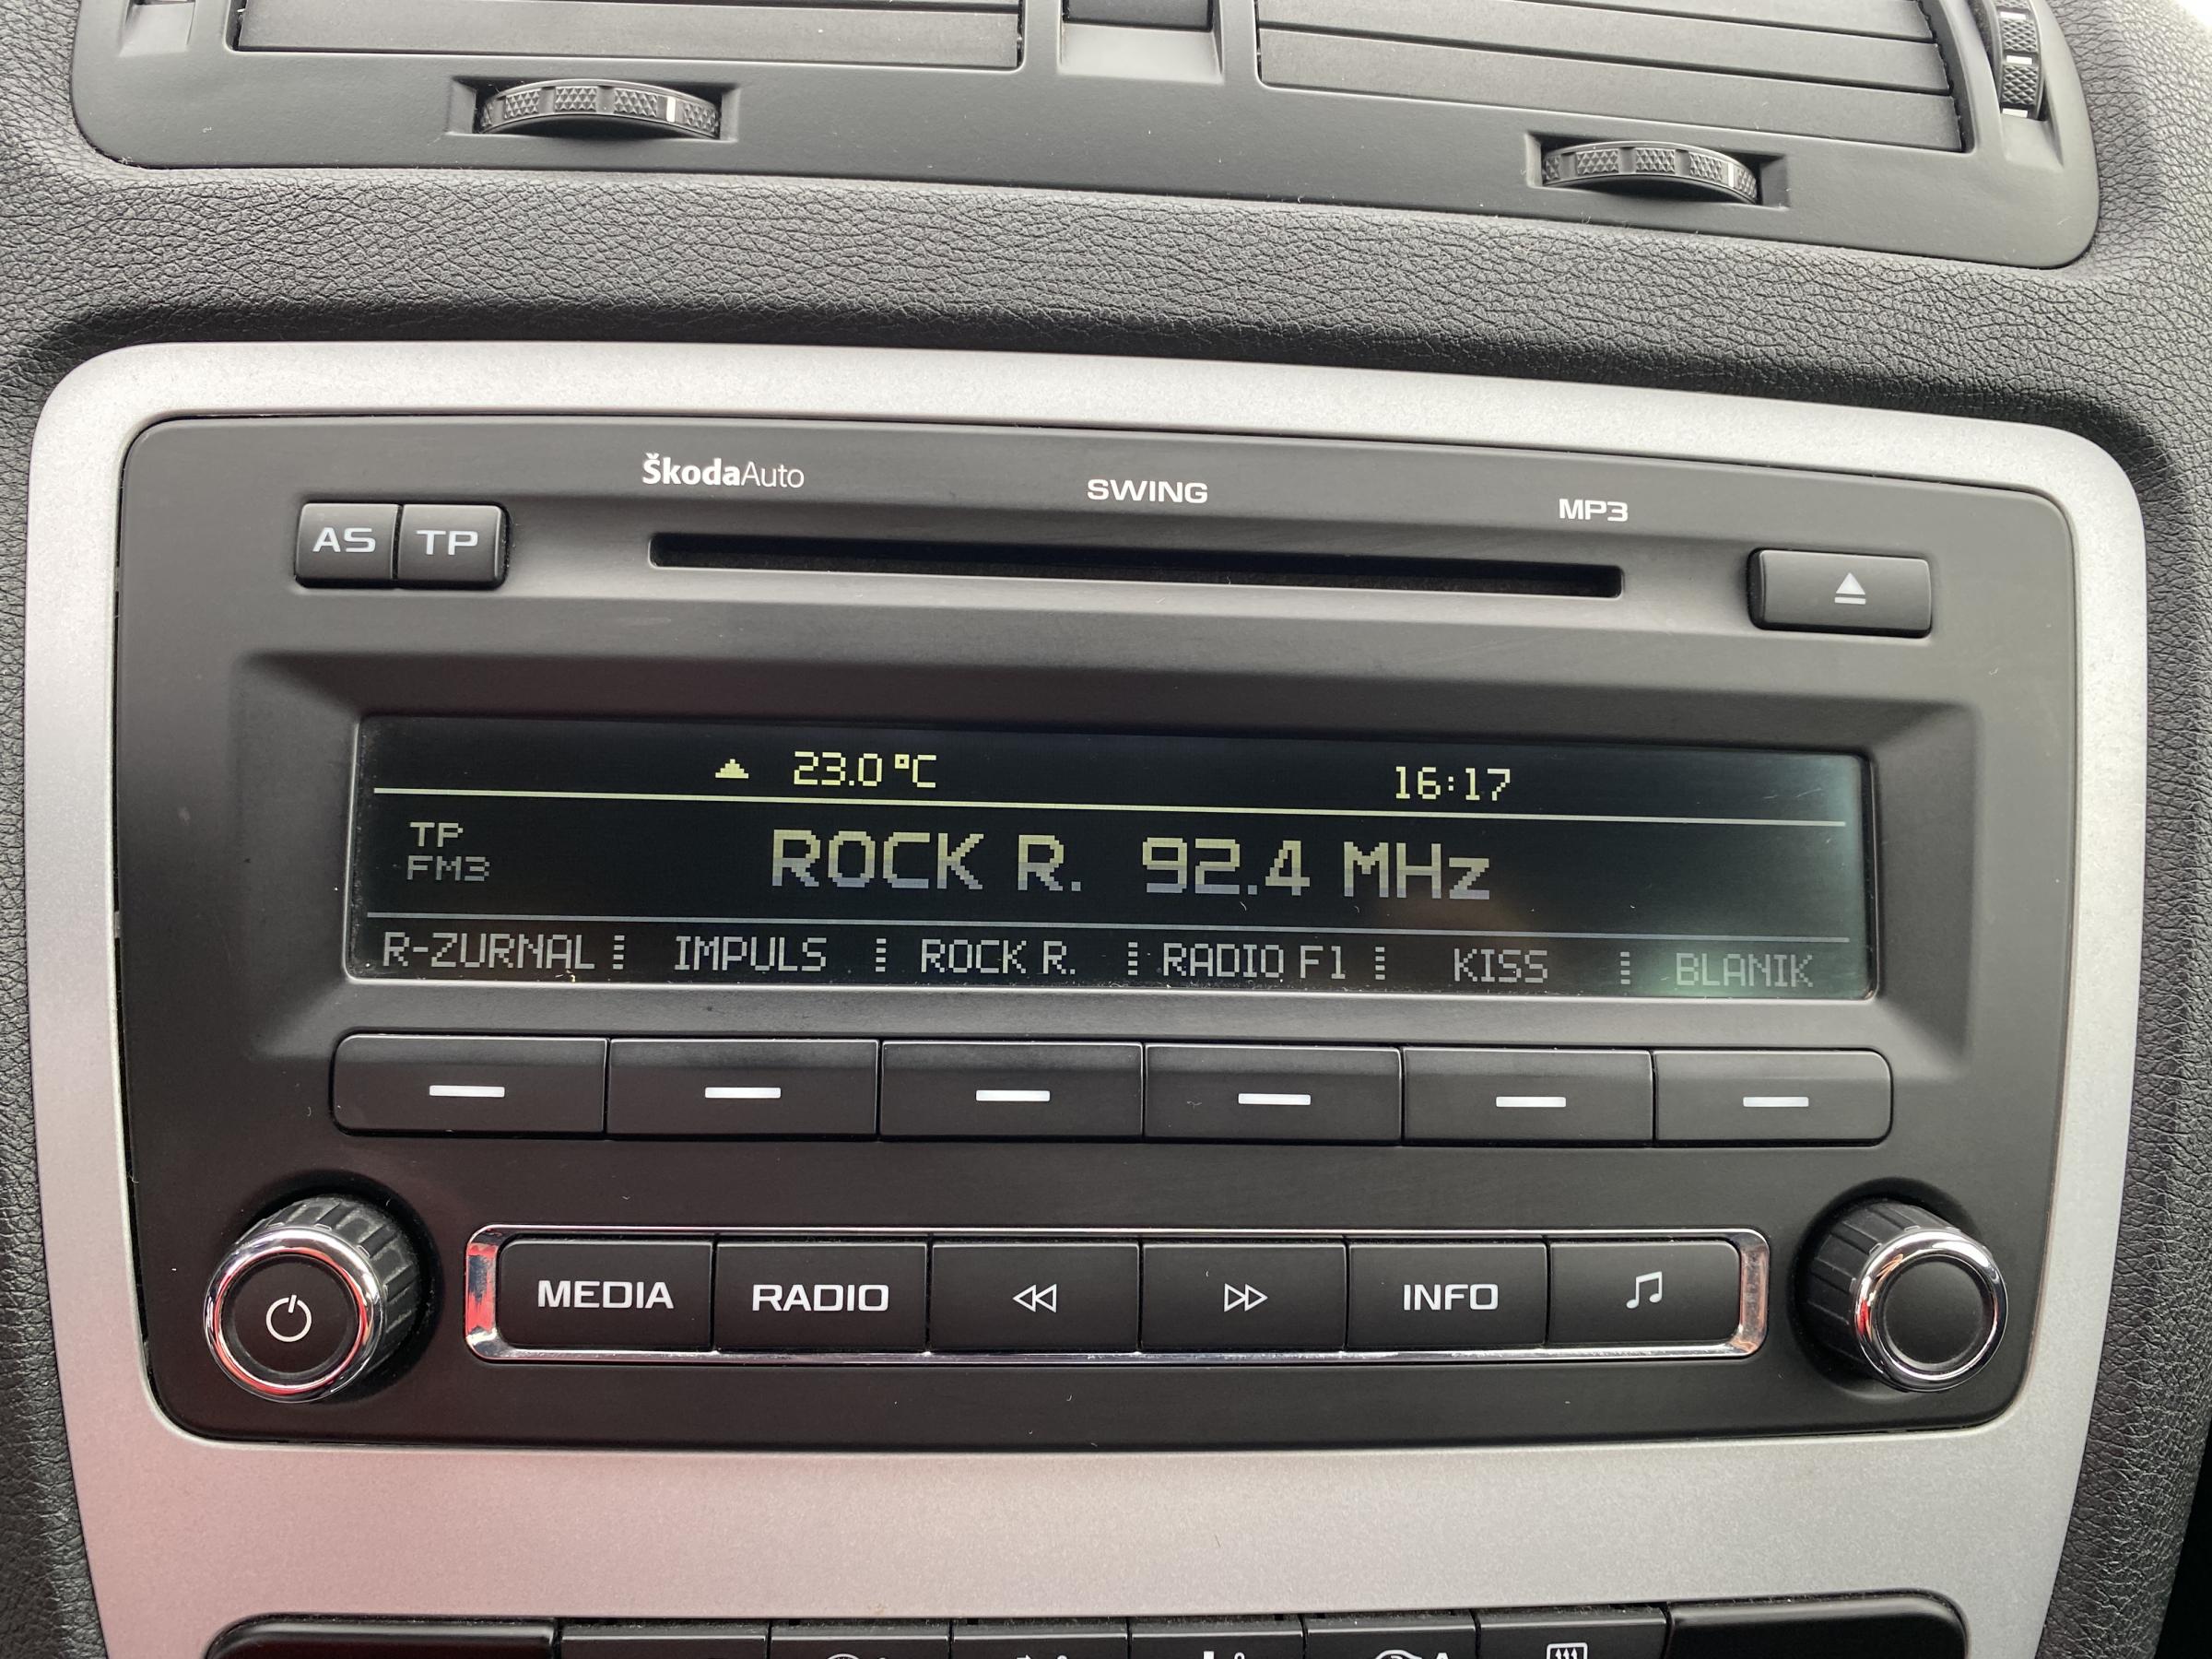 ŠkodaAuto SWING MP3
AS TP
23.0 °C 16:17
TP
FM3
ROCK R. 92.4 MHz
R-ZURNAL IMPULS ROCK R. RADIO F1 KISS BLANIK
MEDIA RADIO INFO